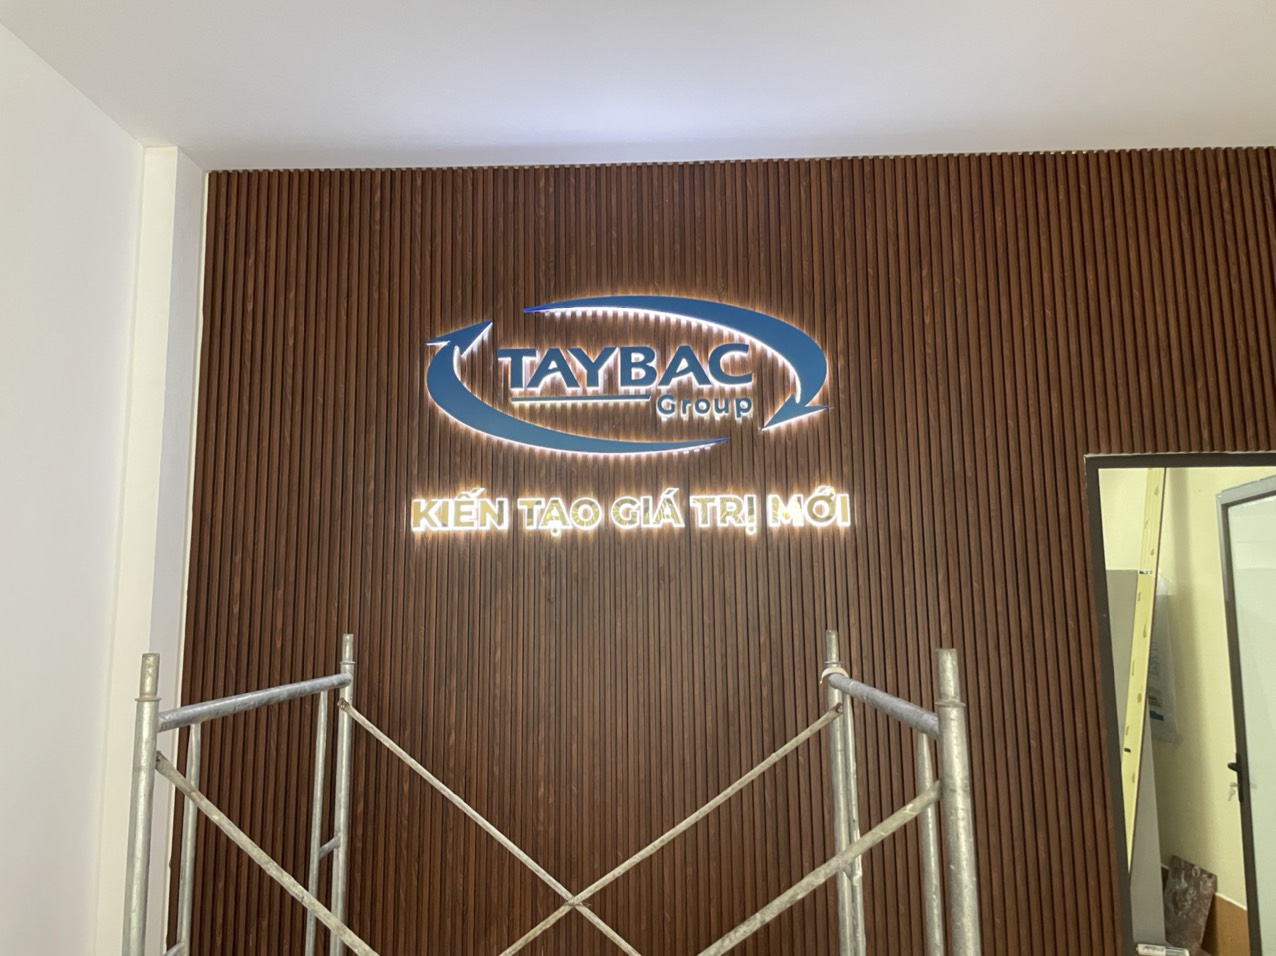 TAYBAC
Group
KIẾN TẠO GIÁ TRỊ MỚI